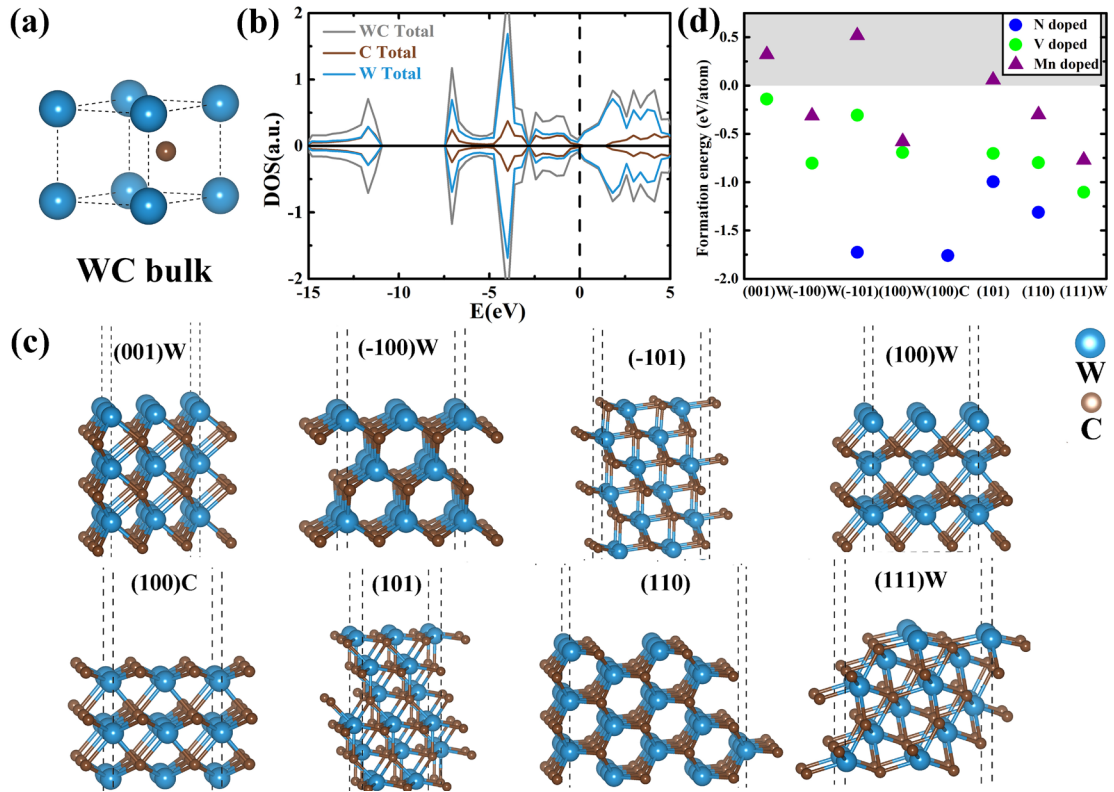 (a)
WC bulk
(b)
WC Total
C Total
W Total
DOS(a.u.)
2
1
0
-1
-2
-15
-10
-5
0
5
E(eV)
(d)
N doped
V doped
Mn doped
Formation energy (eV/atom)
0.5
0.0
-0.5
-1.0
-1.5
-2.0
(001)W(-100)W(-101)(100)W(100)C (101) (110) (111)W
(c)
(001)W
(-100)W
(-101)
(100)W
W
C
(100)C
(101)
(110)
(111)W